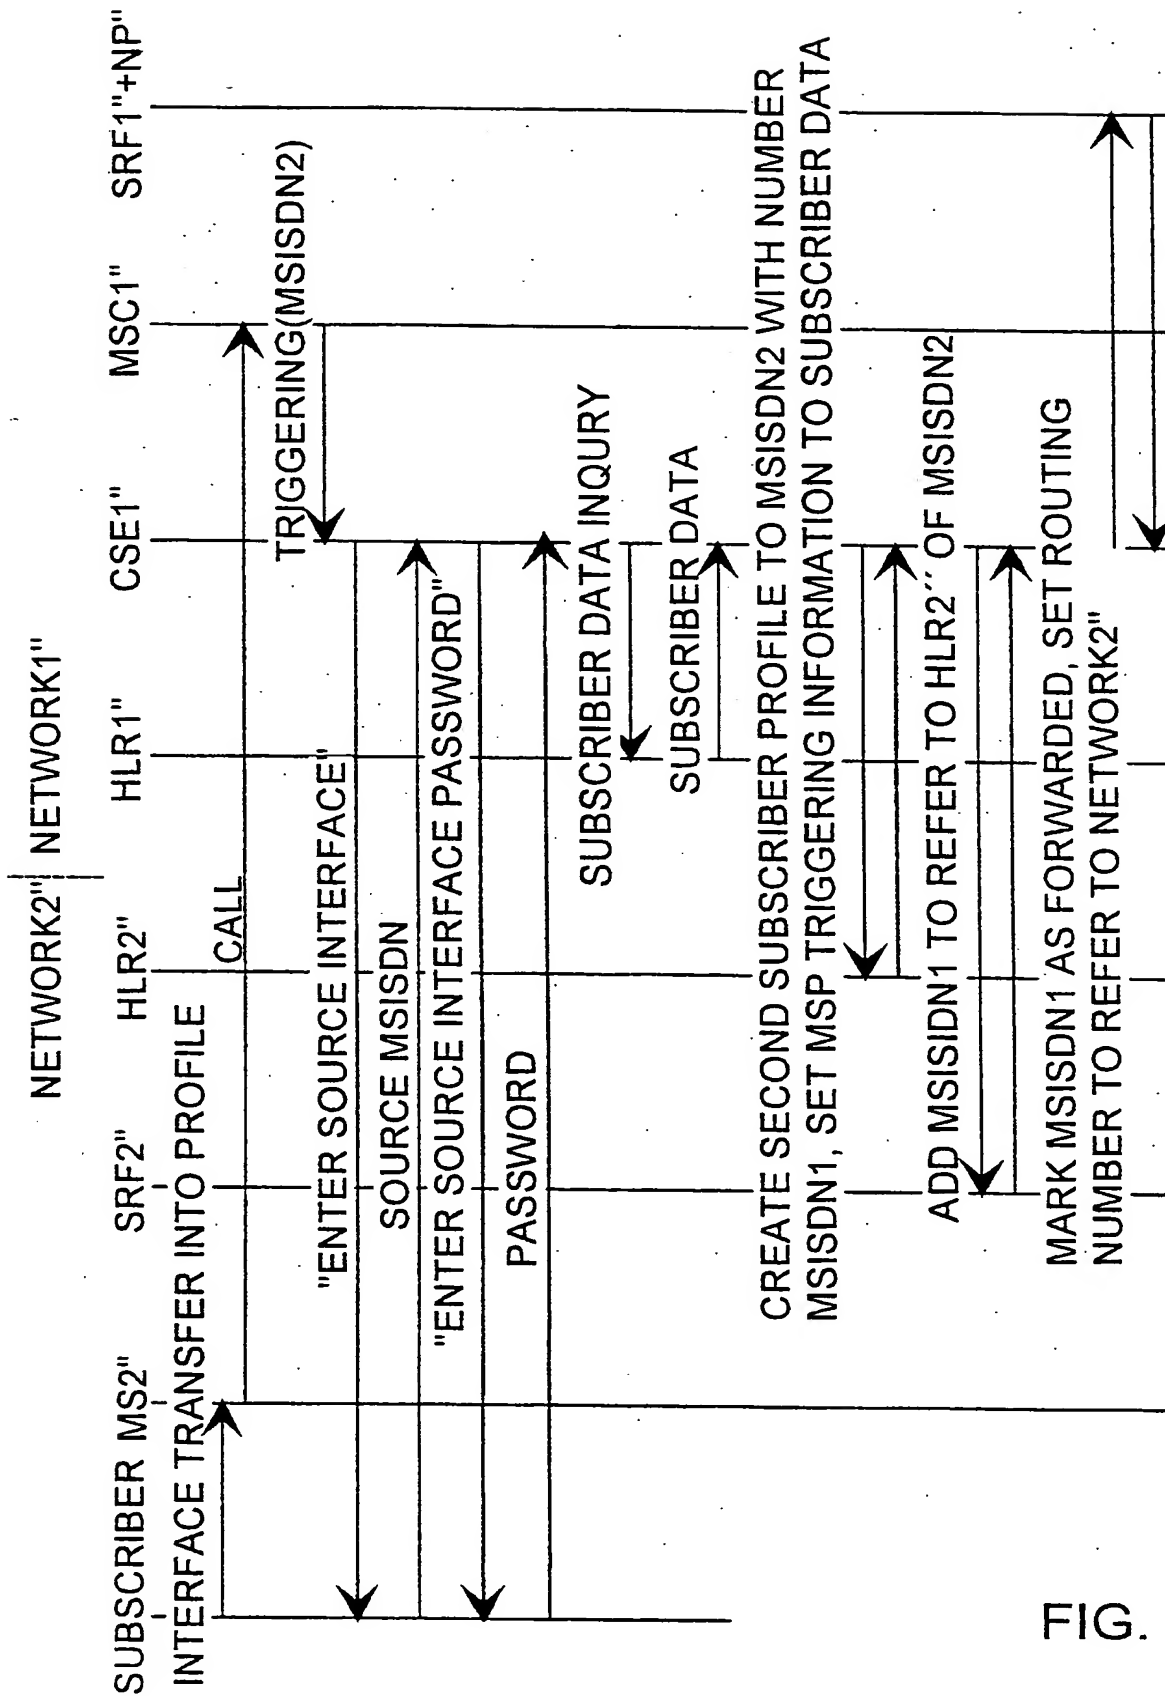 NETWORK2" NETWORK1"
SUBSCRIBER MS2" SRF2" HLR2" HLR1" CSE1" MSC1" SRF1"+NP"
INTERFACE TRANSFER INTO PROFILE
CALL
TRIGGERING(MSISDN2)
"ENTER SOURCE INTERFACE"
SOURCE MSISDN
"ENTER SOURCE INTERFACE PASSWORD"
PASSWORD
SUBSCRIBER DATA INQURY
SUBSCRIBER DATA
CREATE SECOND SUBSCRIBER PROFILE TO MSISDN2 WITH NUMBER
MSISDN1, SET MSP TRIGGERING INFORMATION TO SUBSCRIBER DATA
ADD MSISIDN1 TO REFER TO HLR2´´ OF MSISDN2
MARK MSISDN1 AS FORWARDED, SET ROUTING
NUMBER TO REFER TO NETWORK2"
FIG.